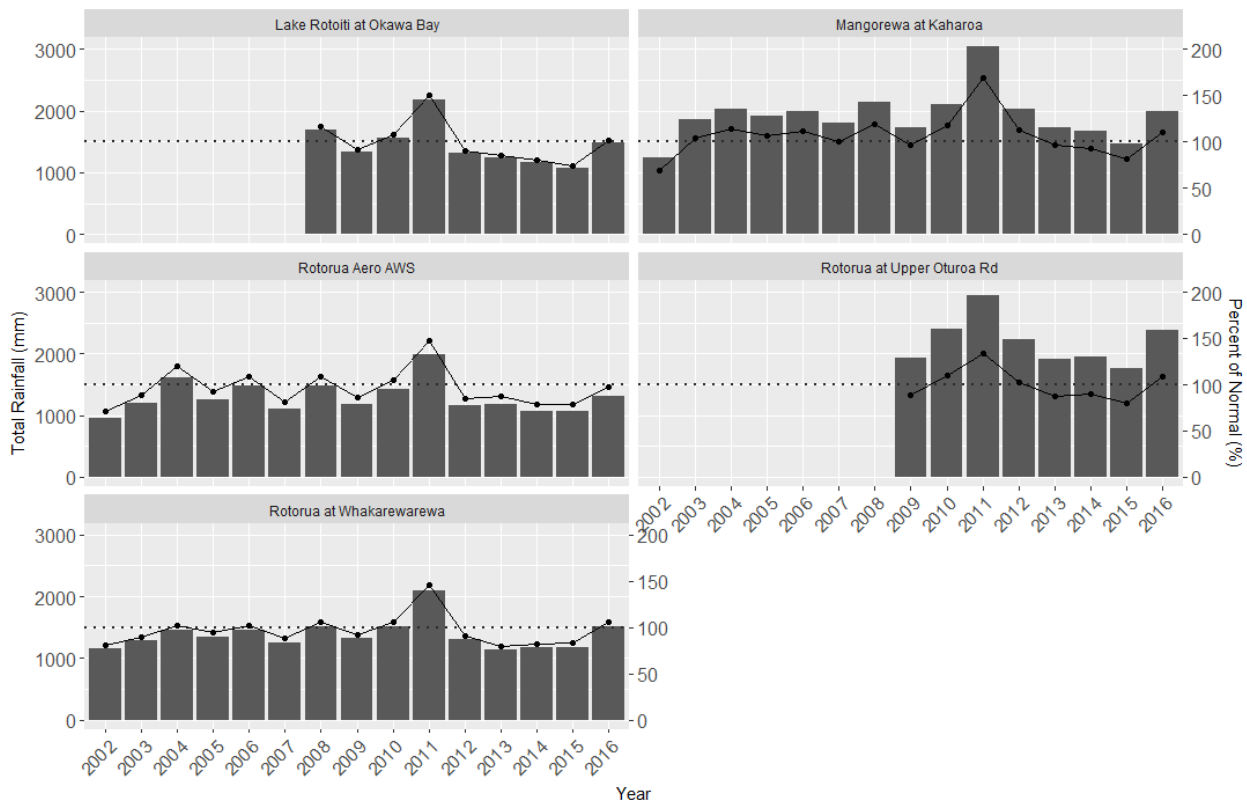 Lake Rotoiti at Okawa Bay
Mangorewa at Kaharoa
3000
2000
1000
0
200
150
100
50
0
Rotorua Aero AWS
Rotorua at Upper Oturoa Rd
3000
2000
1000
0
200
150
100
50
0
Total Rainfall (mm)
Percent of Normal (%)
2002 2003 2004 2005 2006 2007 2008 2009 2010 2011 2012 2013 2014 2015 2016
Rotorua at Whakarewarewa
3000
2000
1000
0
200
150
100
50
0
2002 2003 2004 2005 2006 2007 2008 2009 2010 2011 2012 2013 2014 2015 2016
Year